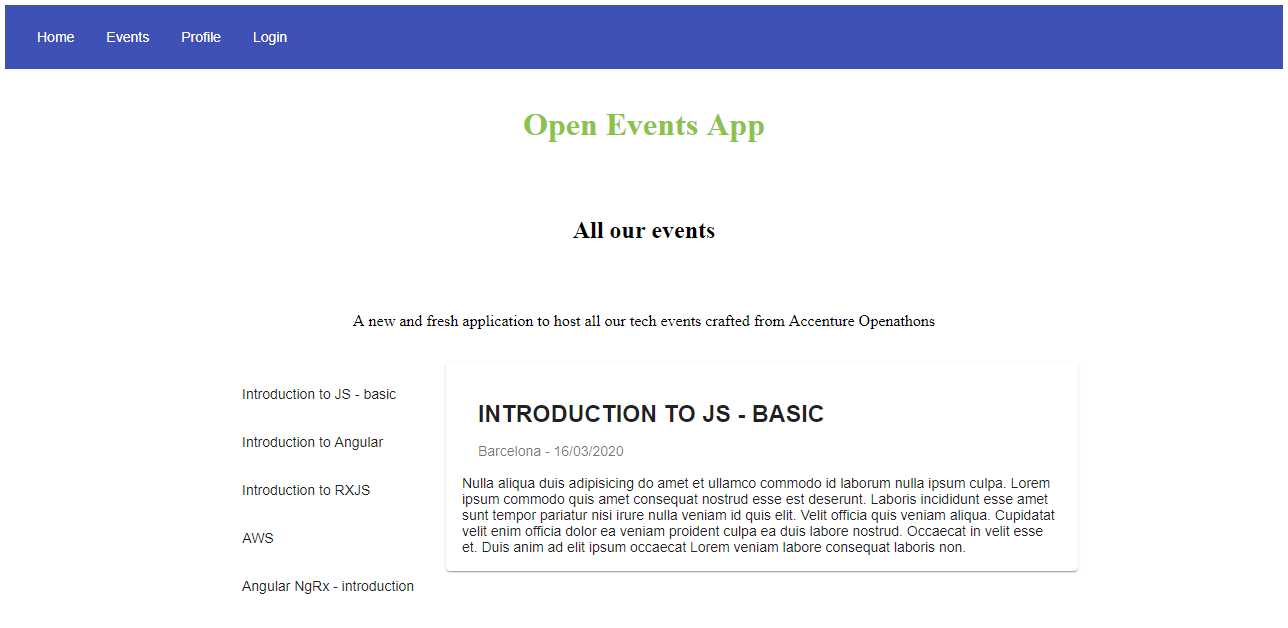 Home Events Profile Login
Open Events App
All our events
A new and fresh application to host all our tech events crafted from Accenture Openathons
Introduction to JS - basic
Introduction to Angular
Introduction to RXJS
AWS
Angular NgRx - introduction
INTRODUCTION TO JS - BASIC
Barcelona - 16/03/2020
Nulla aliqua duis adipisicing do amet et ullamco commodo id laborum nulla ipsum culpa. Lorem
ipsum commodo quis amet consequat nostrud esse est deserunt. Laboris incididunt esse amet
sunt tempor pariatur nisi irure nulla veniam id quis elit. Velit officia quis veniam aliqua. Cupidatat
velit enim officia dolor ea veniam proident culpa ea duis labore nostrud. Occaecat in velit esse
et. Duis anim ad elit ipsum occaecat Lorem veniam labore consequat laboris non.